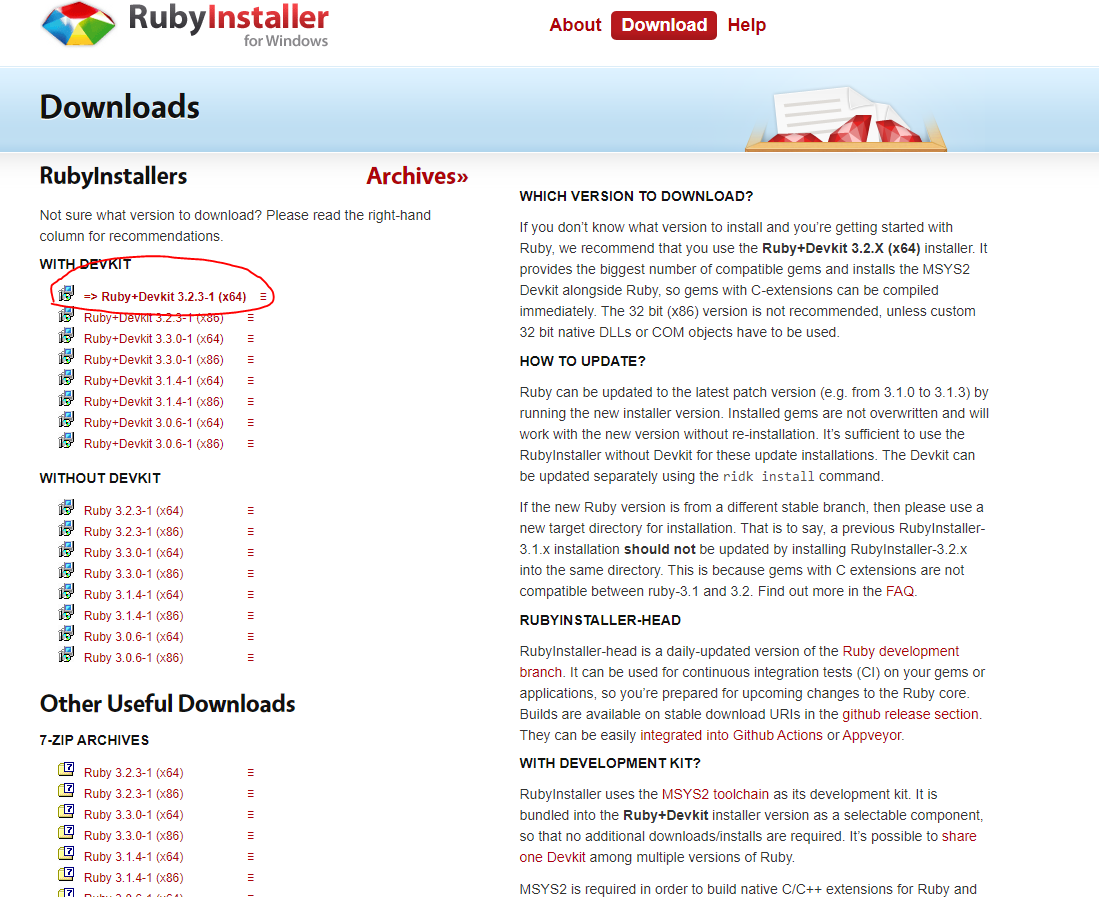 RubyInstaller
for Windows
About Download Help
Downloads
RubyInstallers
Archives»
Not sure what version to download? Please read the right-hand
column for recommendations.
WITH DEVKIT
=> Ruby+Devkit 3.2.3-1 (x64)
Ruby+Devkit 3.2.3-1 (x86)
Ruby+Devkit 3.3.0-1 (x64)
Ruby+Devkit 3.3.0-1 (x86)
Ruby+Devkit 3.1.4-1 (x64)
Ruby+Devkit 3.1.4-1 (x86)
Ruby+Devkit 3.0.6-1 (x64)
Ruby+Devkit 3.0.6-1 (x86)
WITHOUT DEVKIT
Ruby 3.2.3-1 (x64)
Ruby 3.2.3-1 (x86)
Ruby 3.3.0-1 (x64)
Ruby 3.3.0-1 (x86)
Ruby 3.1.4-1 (x64)
Ruby 3.1.4-1 (x86)
Ruby 3.0.6-1 (x64)
Ruby 3.0.6-1 (x86)
Other Useful Downloads
7-ZIP ARCHIVES
Ruby 3.2.3-1 (x64)
Ruby 3.2.3-1 (x86)
Ruby 3.3.0-1 (x64)
Ruby 3.3.0-1 (x86)
Ruby 3.1.4-1 (x64)
Ruby 3.1.4-1 (x86)
WHICH VERSION TO DOWNLOAD?
If you don’t know what version to install and you’re getting started with
Ruby, we recommend that you use the Ruby+Devkit 3.2.X (x64) installer. It
provides the biggest number of compatible gems and installs the MSYS2
Devkit alongside Ruby, so gems with C-extensions can be compiled
immediately. The 32 bit (x86) version is not recommended, unless custom
32 bit native DLLs or COM objects have to be used.
HOW TO UPDATE?
Ruby can be updated to the latest patch version (e.g. from 3.1.0 to 3.1.3) by
running the new installer version. Installed gems are not overwritten and will
work with the new version without re-installation. It’s sufficient to use the
RubyInstaller without Devkit for these update installations. The Devkit can
be updated separately using the ridk install command.
If the new Ruby version is from a different stable branch, then please use a
new target directory for installation. That is to say, a previous RubyInstaller-
3.1.x installation should not be updated by installing RubyInstaller-3.2.x
into the same directory. This is because gems with C extensions are not
compatible between ruby-3.1 and 3.2. Find out more in the FAQ.
RUBYINSTALLER-HEAD
RubyInstaller-head is a daily-updated version of the Ruby development
branch. It can be used for continuous integration tests (CI) on your gems or
applications, so you’re prepared for upcoming changes to the Ruby core.
Builds are available on stable download URIs in the github release section.
They can be easily integrated into Github Actions or Appveyor.
WITH DEVELOPMENT KIT?
RubyInstaller uses the MSYS2 toolchain as its development kit. It is
bundled into the Ruby+Devkit installer version as a selectable component,
so that no additional downloads/installs are required. It’s possible to share
one Devkit among multiple versions of Ruby.
MSYS2 is required in order to build native C/C++ extensions for Ruby and